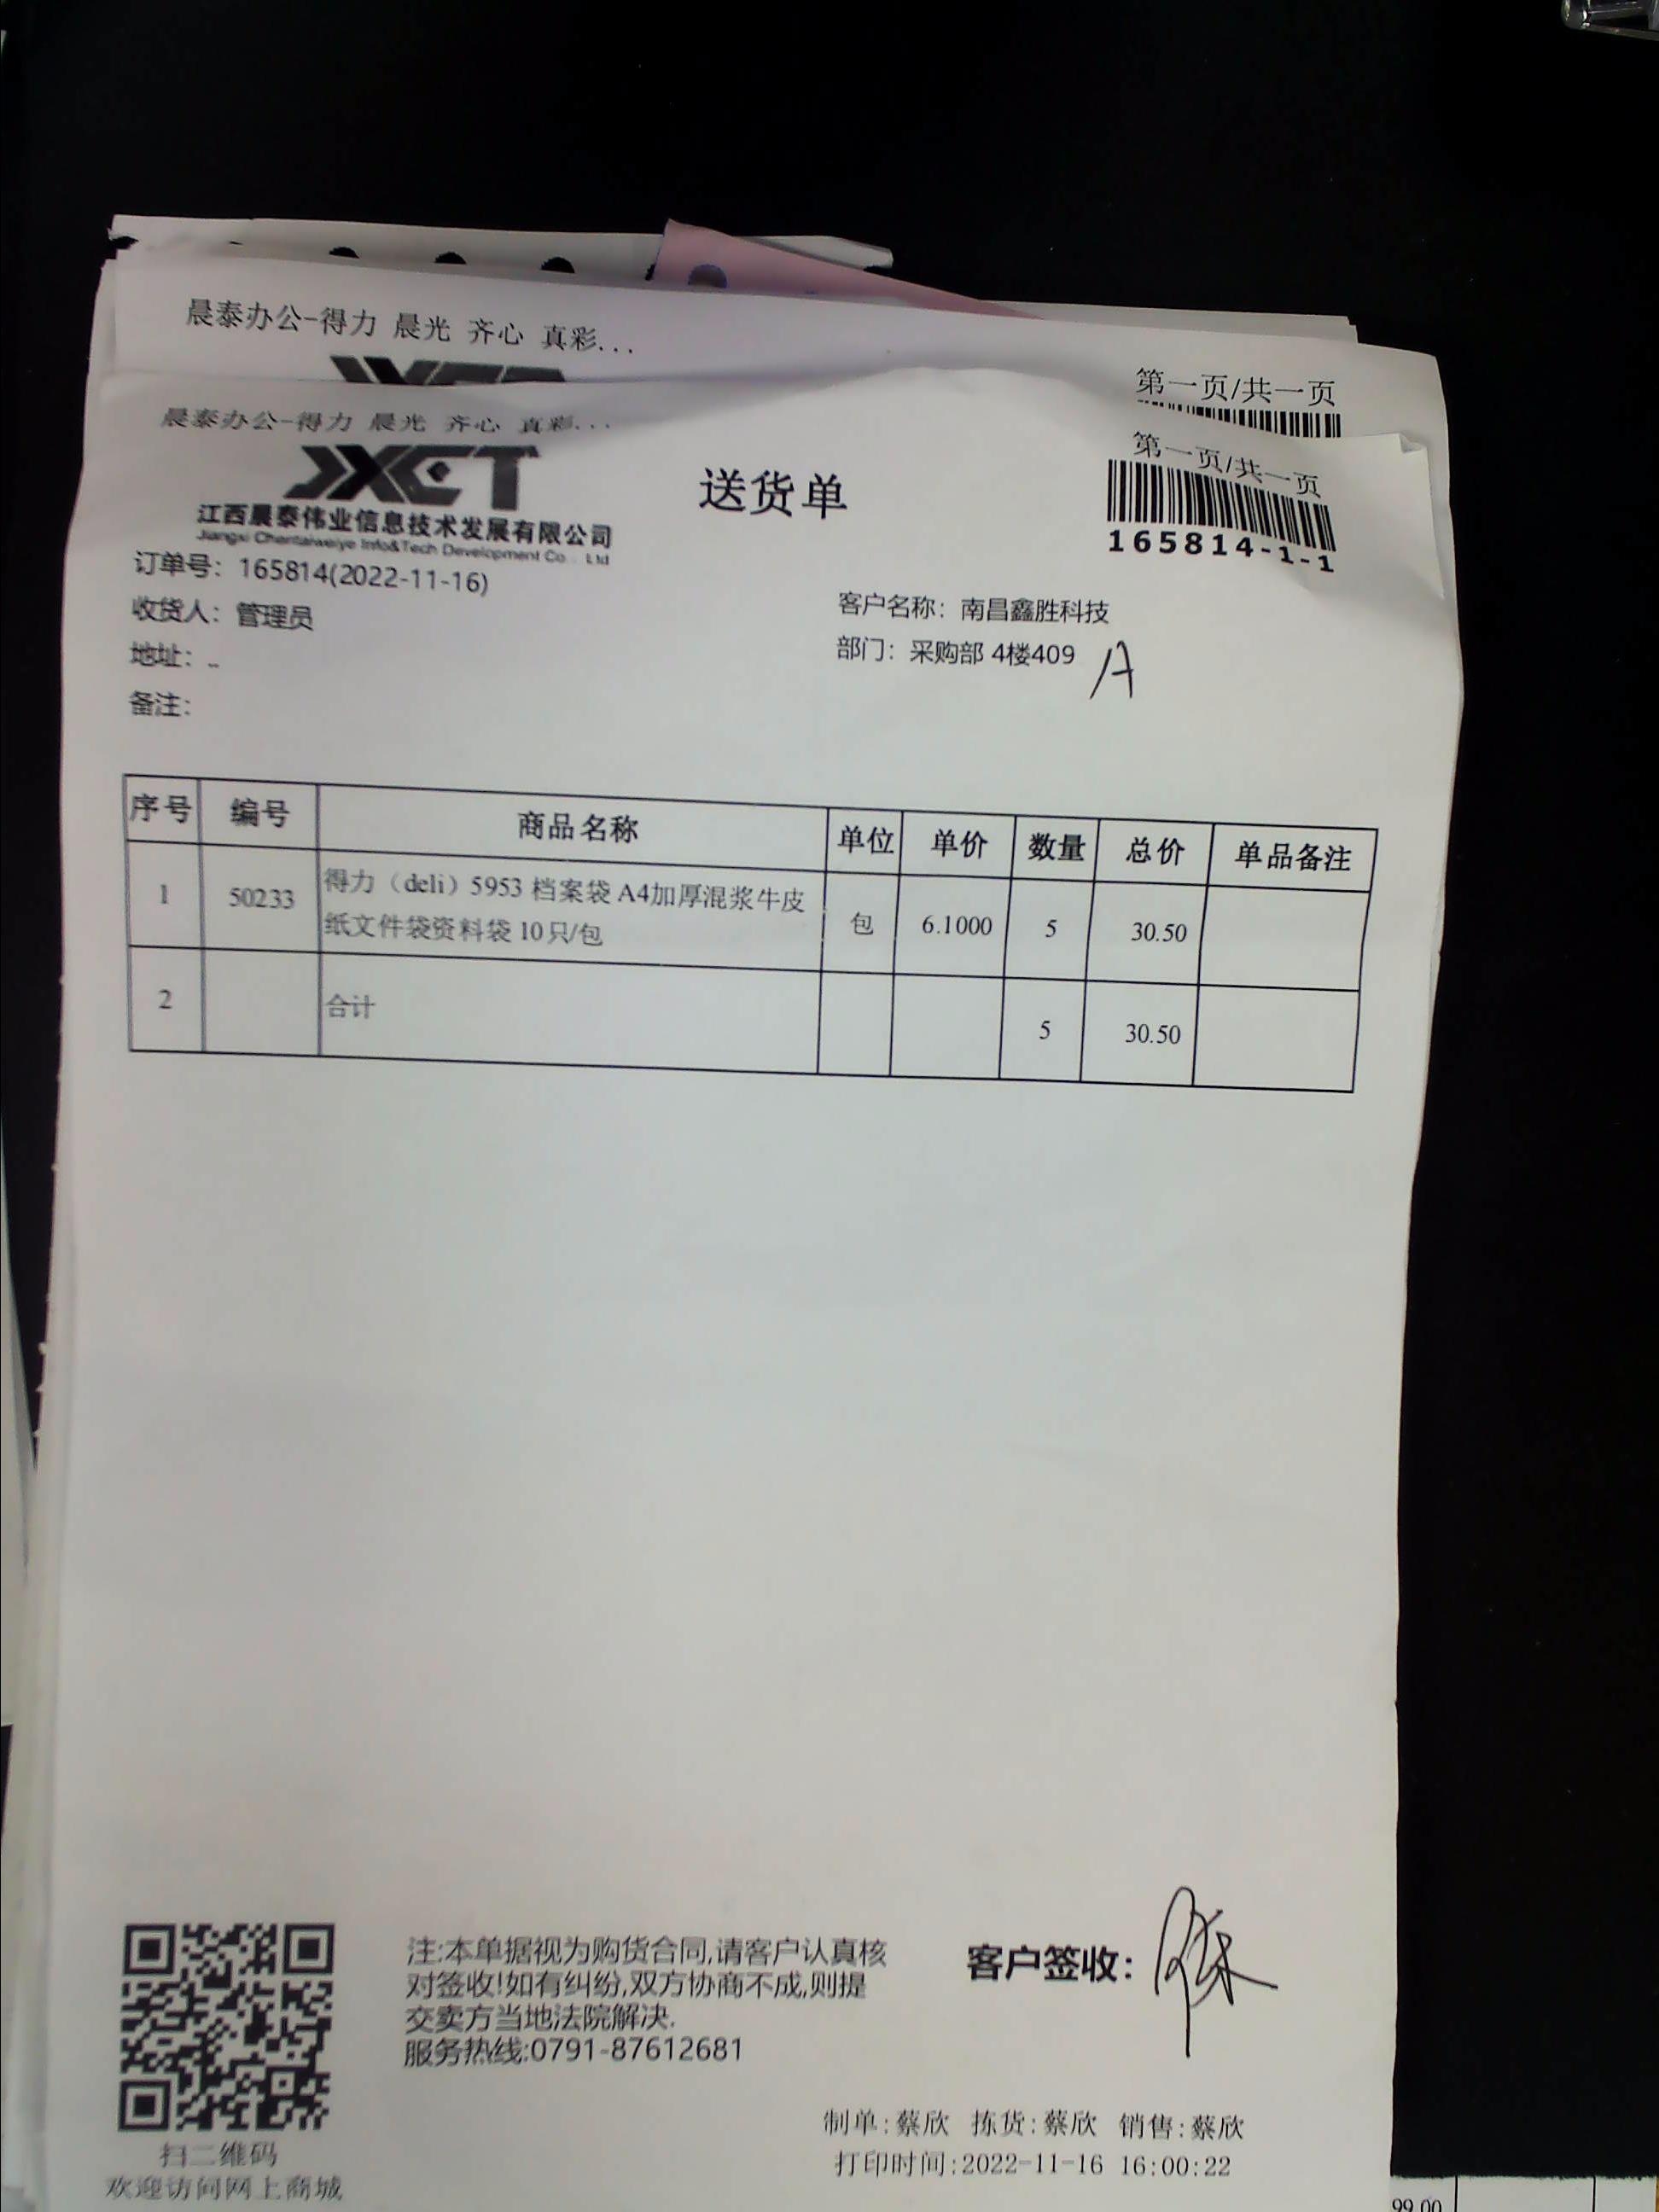 晨泰办公-得力 晨光 齐心 真彩...
第一页/共一页
晨泰办公-得力 晨光 齐心 真彩...
第一页/共一页
JXCT
送货单
江西晨泰伟业信息技术发展有限公司
Jiangxi Chentaiweiye Info&Tech Development Co., Ltd
165814-1-1
订单号：165814(2022-11-16)
收货人：管理员
客户名称：南昌鑫胜科技
地址：..
部门：采购部 4楼409 A
备注：
序号 编号 商品名称 单位 单价 数量 总价 单品备注
1 50233 得力（deli）5953 档案袋 A4加厚混浆牛皮 包 6.1000 5 30.50
纸文件袋资料袋 10只/包
2 合计 5 30.50
注:本单据视为购货合同,请客户认真核
对签收!如有纠纷,双方协商不成,则提
交卖方当地法院解决.
服务热线:0791-87612681
客户签收：
扫二维码
欢迎访问网上商城
制单:蔡欣 拣货:蔡欣 销售:蔡欣
打印时间:2022-11-16 16:00:22
99.00